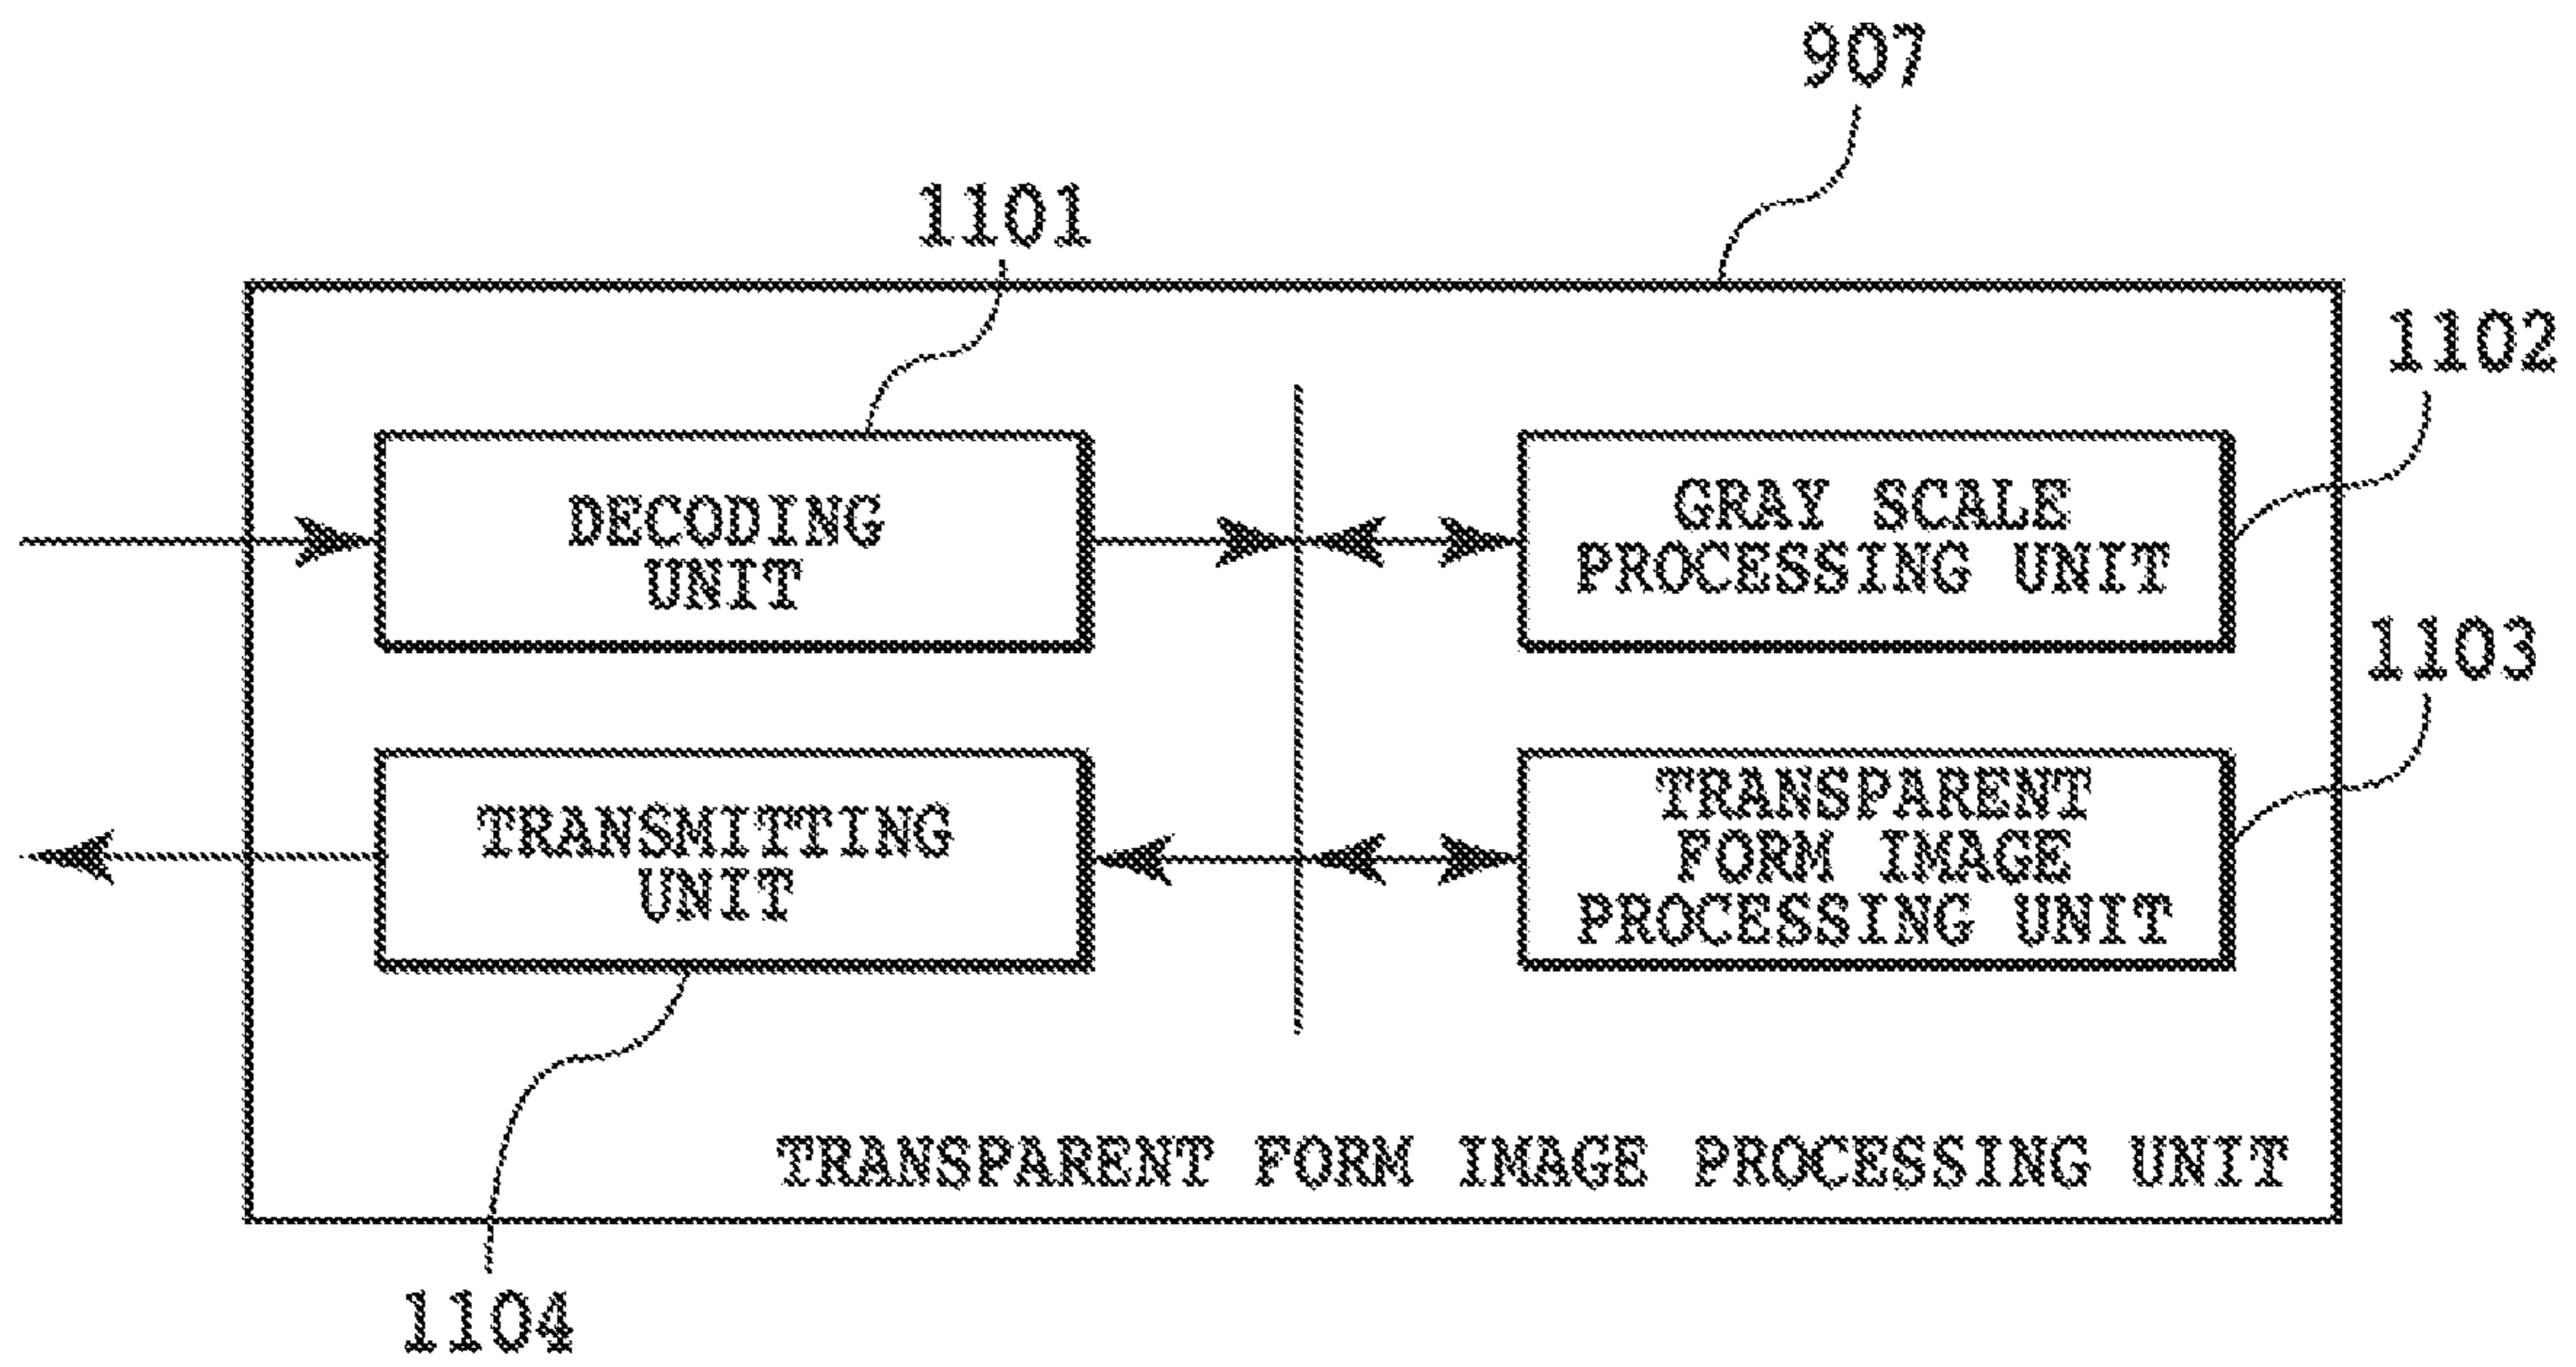 907
1101
1102
DECODING
UNIT
GRAY SCALE
PROCESSING UNIT
1103
TRANSMITTING
UNIT
TRANSPARENT
FORM IMAGE
PROCESSING UNIT
TRANSPARENT FORM IMAGE PROCESSING UNIT
1104